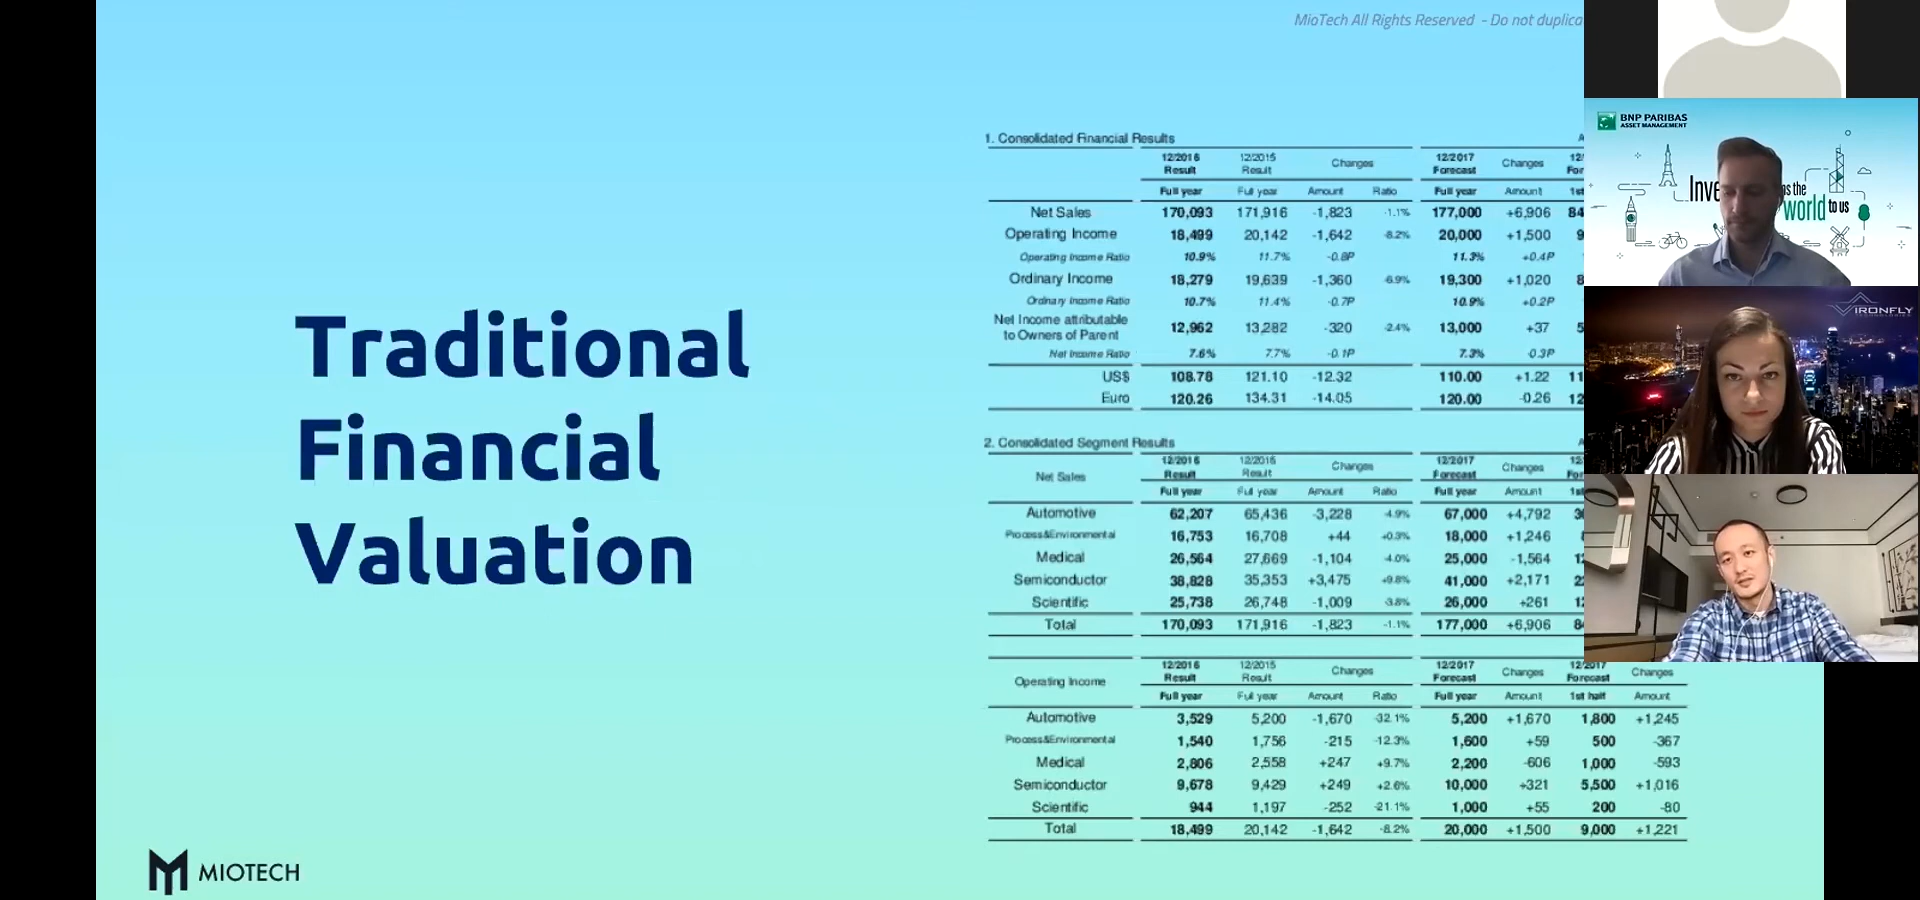 MioTech All Rights Reserved - Do not duplica
Traditional
Financial
Valuation
MIOTECH
1. Consolidated Financial Results
12/2016 Result 12/2015 Result Changes 12/2017 Forecast Changes
Full year Full year Amount Ratio Full year Amount
Net Sales 170,093 171,916 -1,823 -1.1% 177,000 +6,906 84
Operating Income 18,499 20,142 -1,642 -8.2% 20,000 +1,500 9
Operating Income Ratio 10.9% 11.7% -0.8P 11.3% +0.4P
Ordinary Income 18,279 19,639 -1,360 -6.9% 19,300 +1,020 8
Ordinary Income Ratio 10.7% 11.4% -0.7P 10.9% +0.2P
Net Income attributable to Owners of Parent 12,962 13,282 -320 -2.4% 13,000 +37 5
Net Income Ratio 7.6% 7.7% -0.1P 7.3% -0.3P
US$ 108.78 121.10 -12.32 110.00 +1.22 11
Euro 120.26 134.31 -14.05 120.00 -0.26 12
2. Consolidated Segment Results
Net Sales 12/2016 Result 12/2015 Result Changes 12/2017 Forecast Changes
Full year Full year Amount Ratio Full year Amount
Automotive 62,207 65,436 -3,228 -4.9% 67,000 +4,792
Process&Environmental 16,753 16,708 +44 +0.3% 18,000 +1,246
Medical 26,564 27,669 -1,104 -4.0% 25,000 -1,564
Semiconductor 38,828 35,353 +3,475 +9.8% 41,000 +2,171
Scientific 25,738 26,748 -1,009 -3.8% 26,000 +261
Total 170,093 171,916 -1,823 -1.1% 177,000 +6,906
Operating Income 12/2016 Result 12/2015 Result Changes 12/2017 Forecast Changes 12/2017 Forecast Changes
Full year Full year Amount Ratio Full year Amount 1st half Amount
Automotive 3,529 5,200 -1,670 -32.1% 5,200 +1,670 1,800 +1,245
Process&Environmental 1,540 1,756 -215 -12.3% 1,600 +59 500 -367
Medical 2,806 2,558 +247 +9.7% 2,200 -606 1,000 -593
Semiconductor 9,678 9,429 +249 +2.6% 10,000 +321 5,500 +1,016
Scientific 944 1,197 -252 -21.1% 1,000 +55 200 -80
Total 18,499 20,142 -1,642 -8.2% 20,000 +1,500 9,000 +1,221
BNP PARIBAS
ASSET MANAGEMENT
the
world to us
IRONFLY